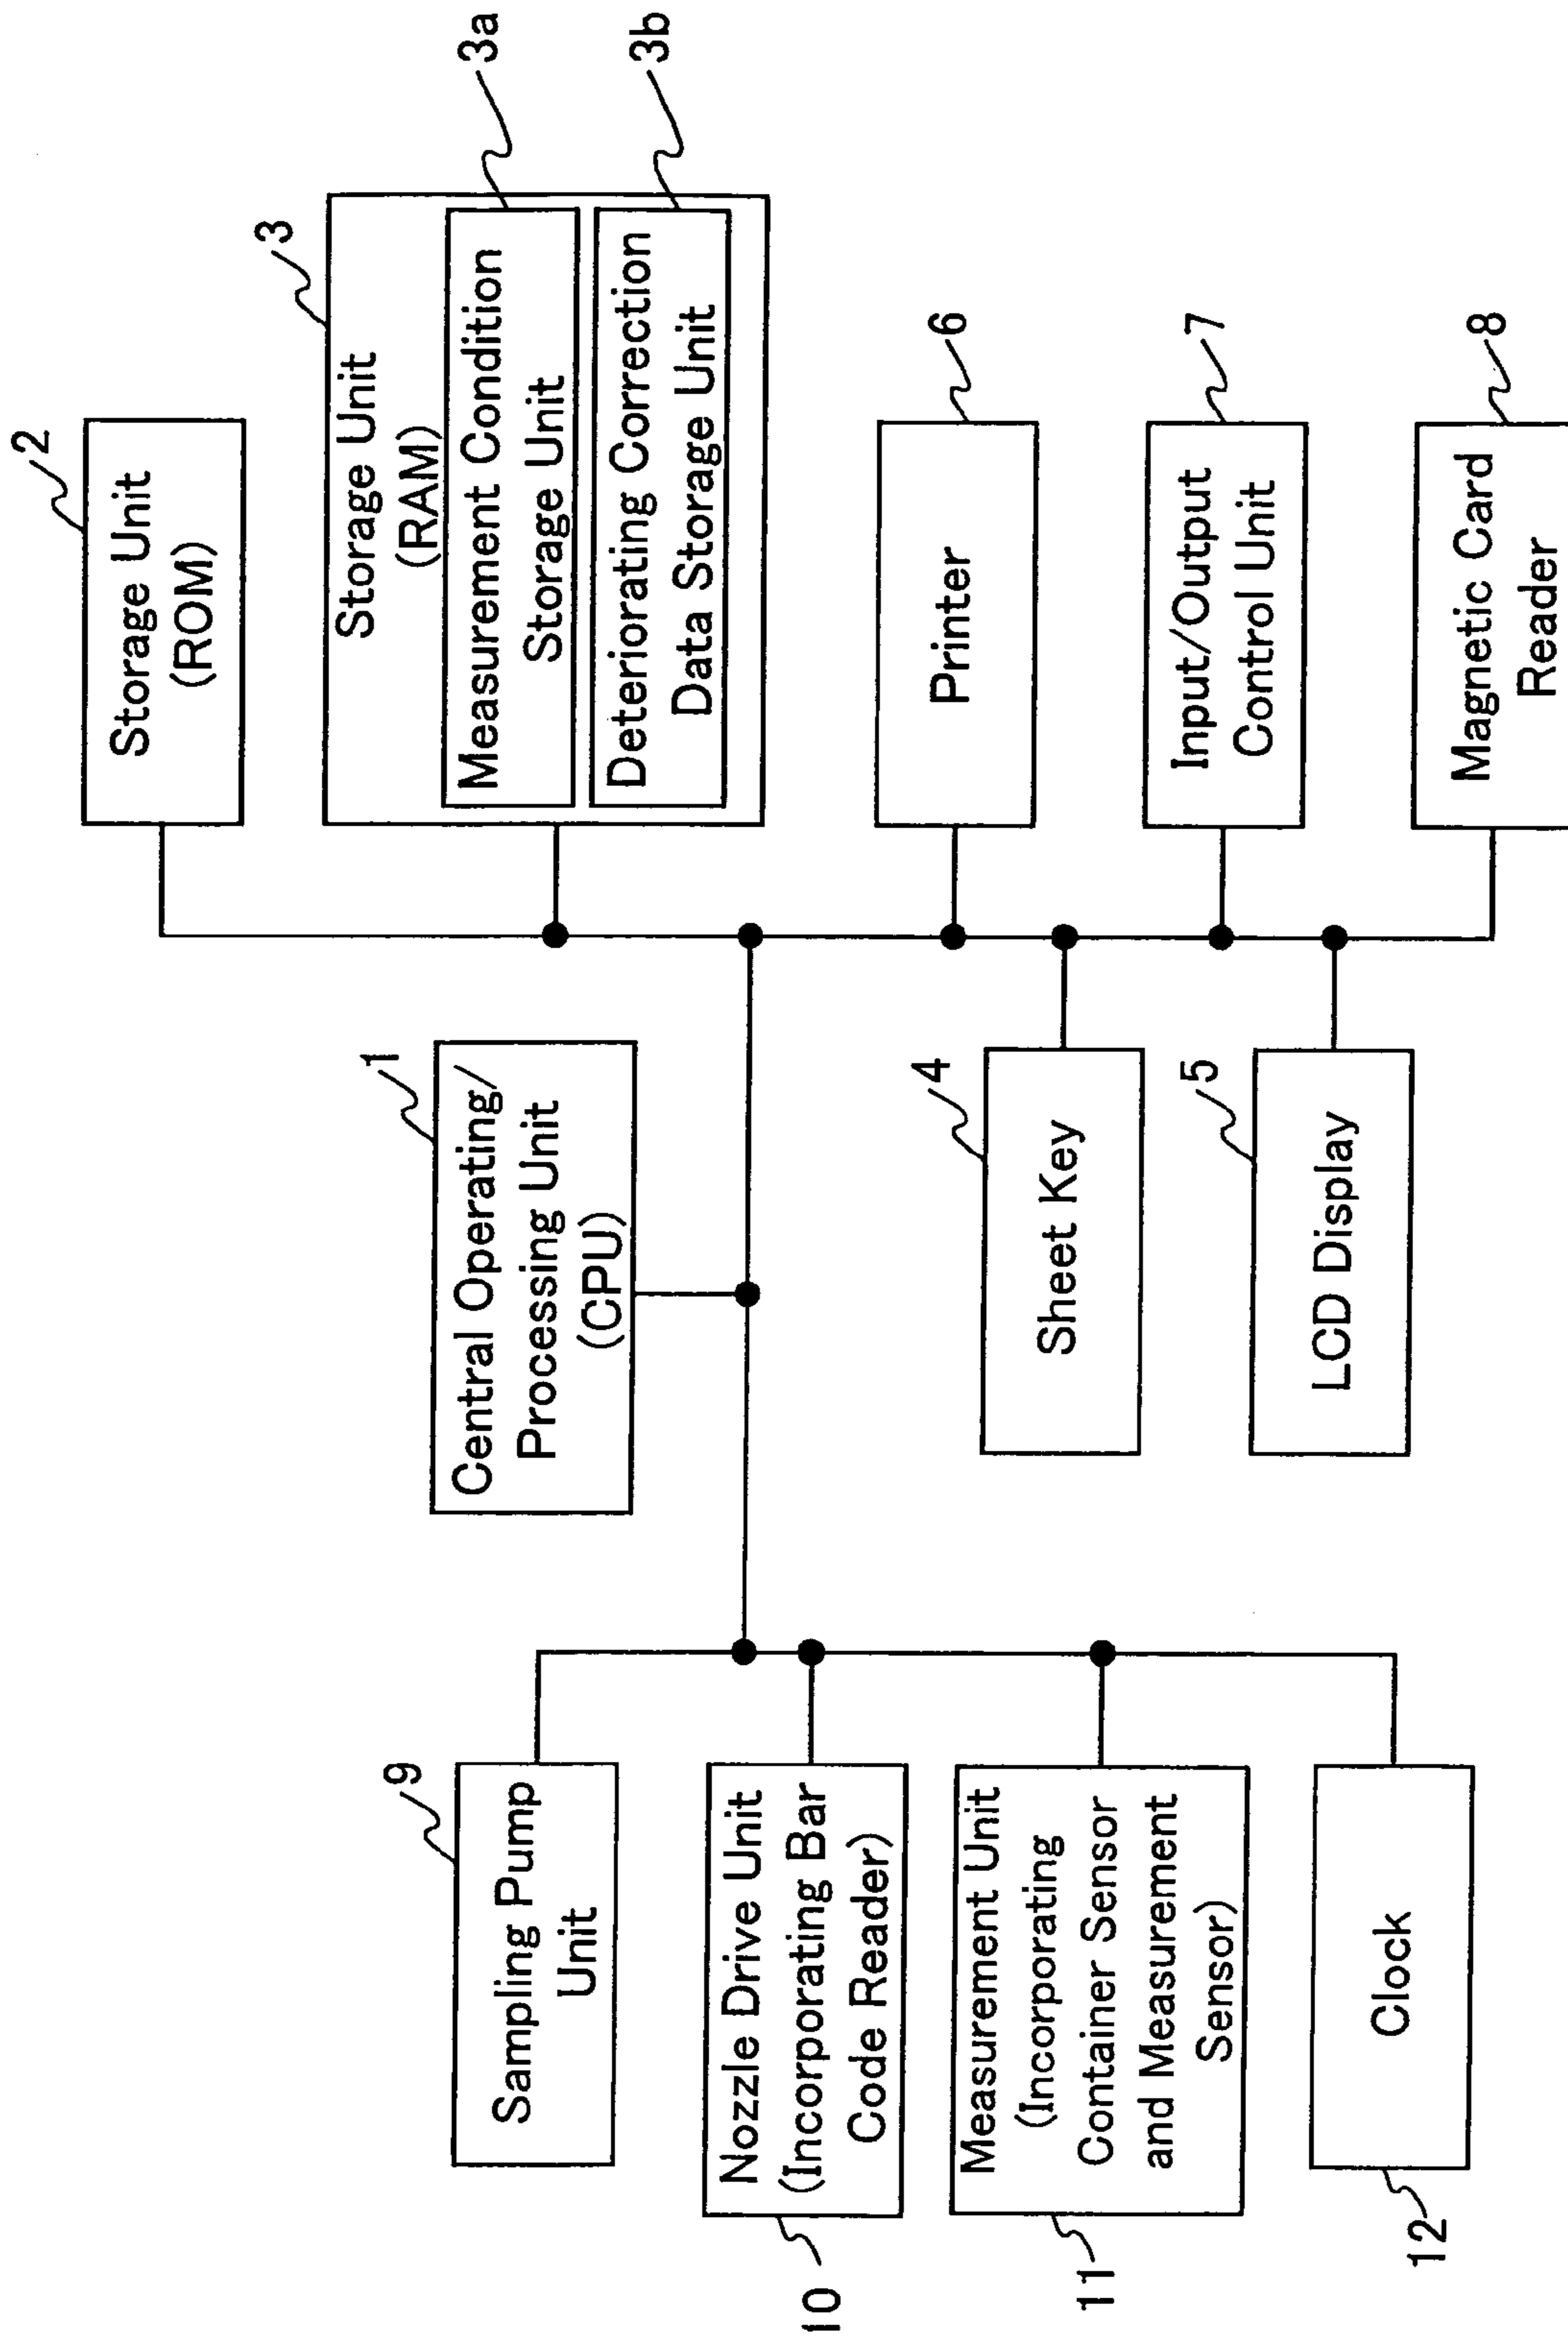 9
Sampling Pump
Unit
10
Nozzle Drive Unit
(Incorporating Bar
Code Reader)
11
Measurement Unit
(Incorporating
Container Sensor
and Measurement
Sensor)
12
Clock
1
Central Operating/
Processing Unit
(CPU)
4
Sheet Key
5
LCD Display
2
Storage Unit
(ROM)
3
Storage Unit
(RAM)
3a
Measurement Condition
Storage Unit
3b
Deteriorating Correction
Data Storage Unit
6
Printer
7
Input/Output
Control Unit
8
Magnetic Card
Reader